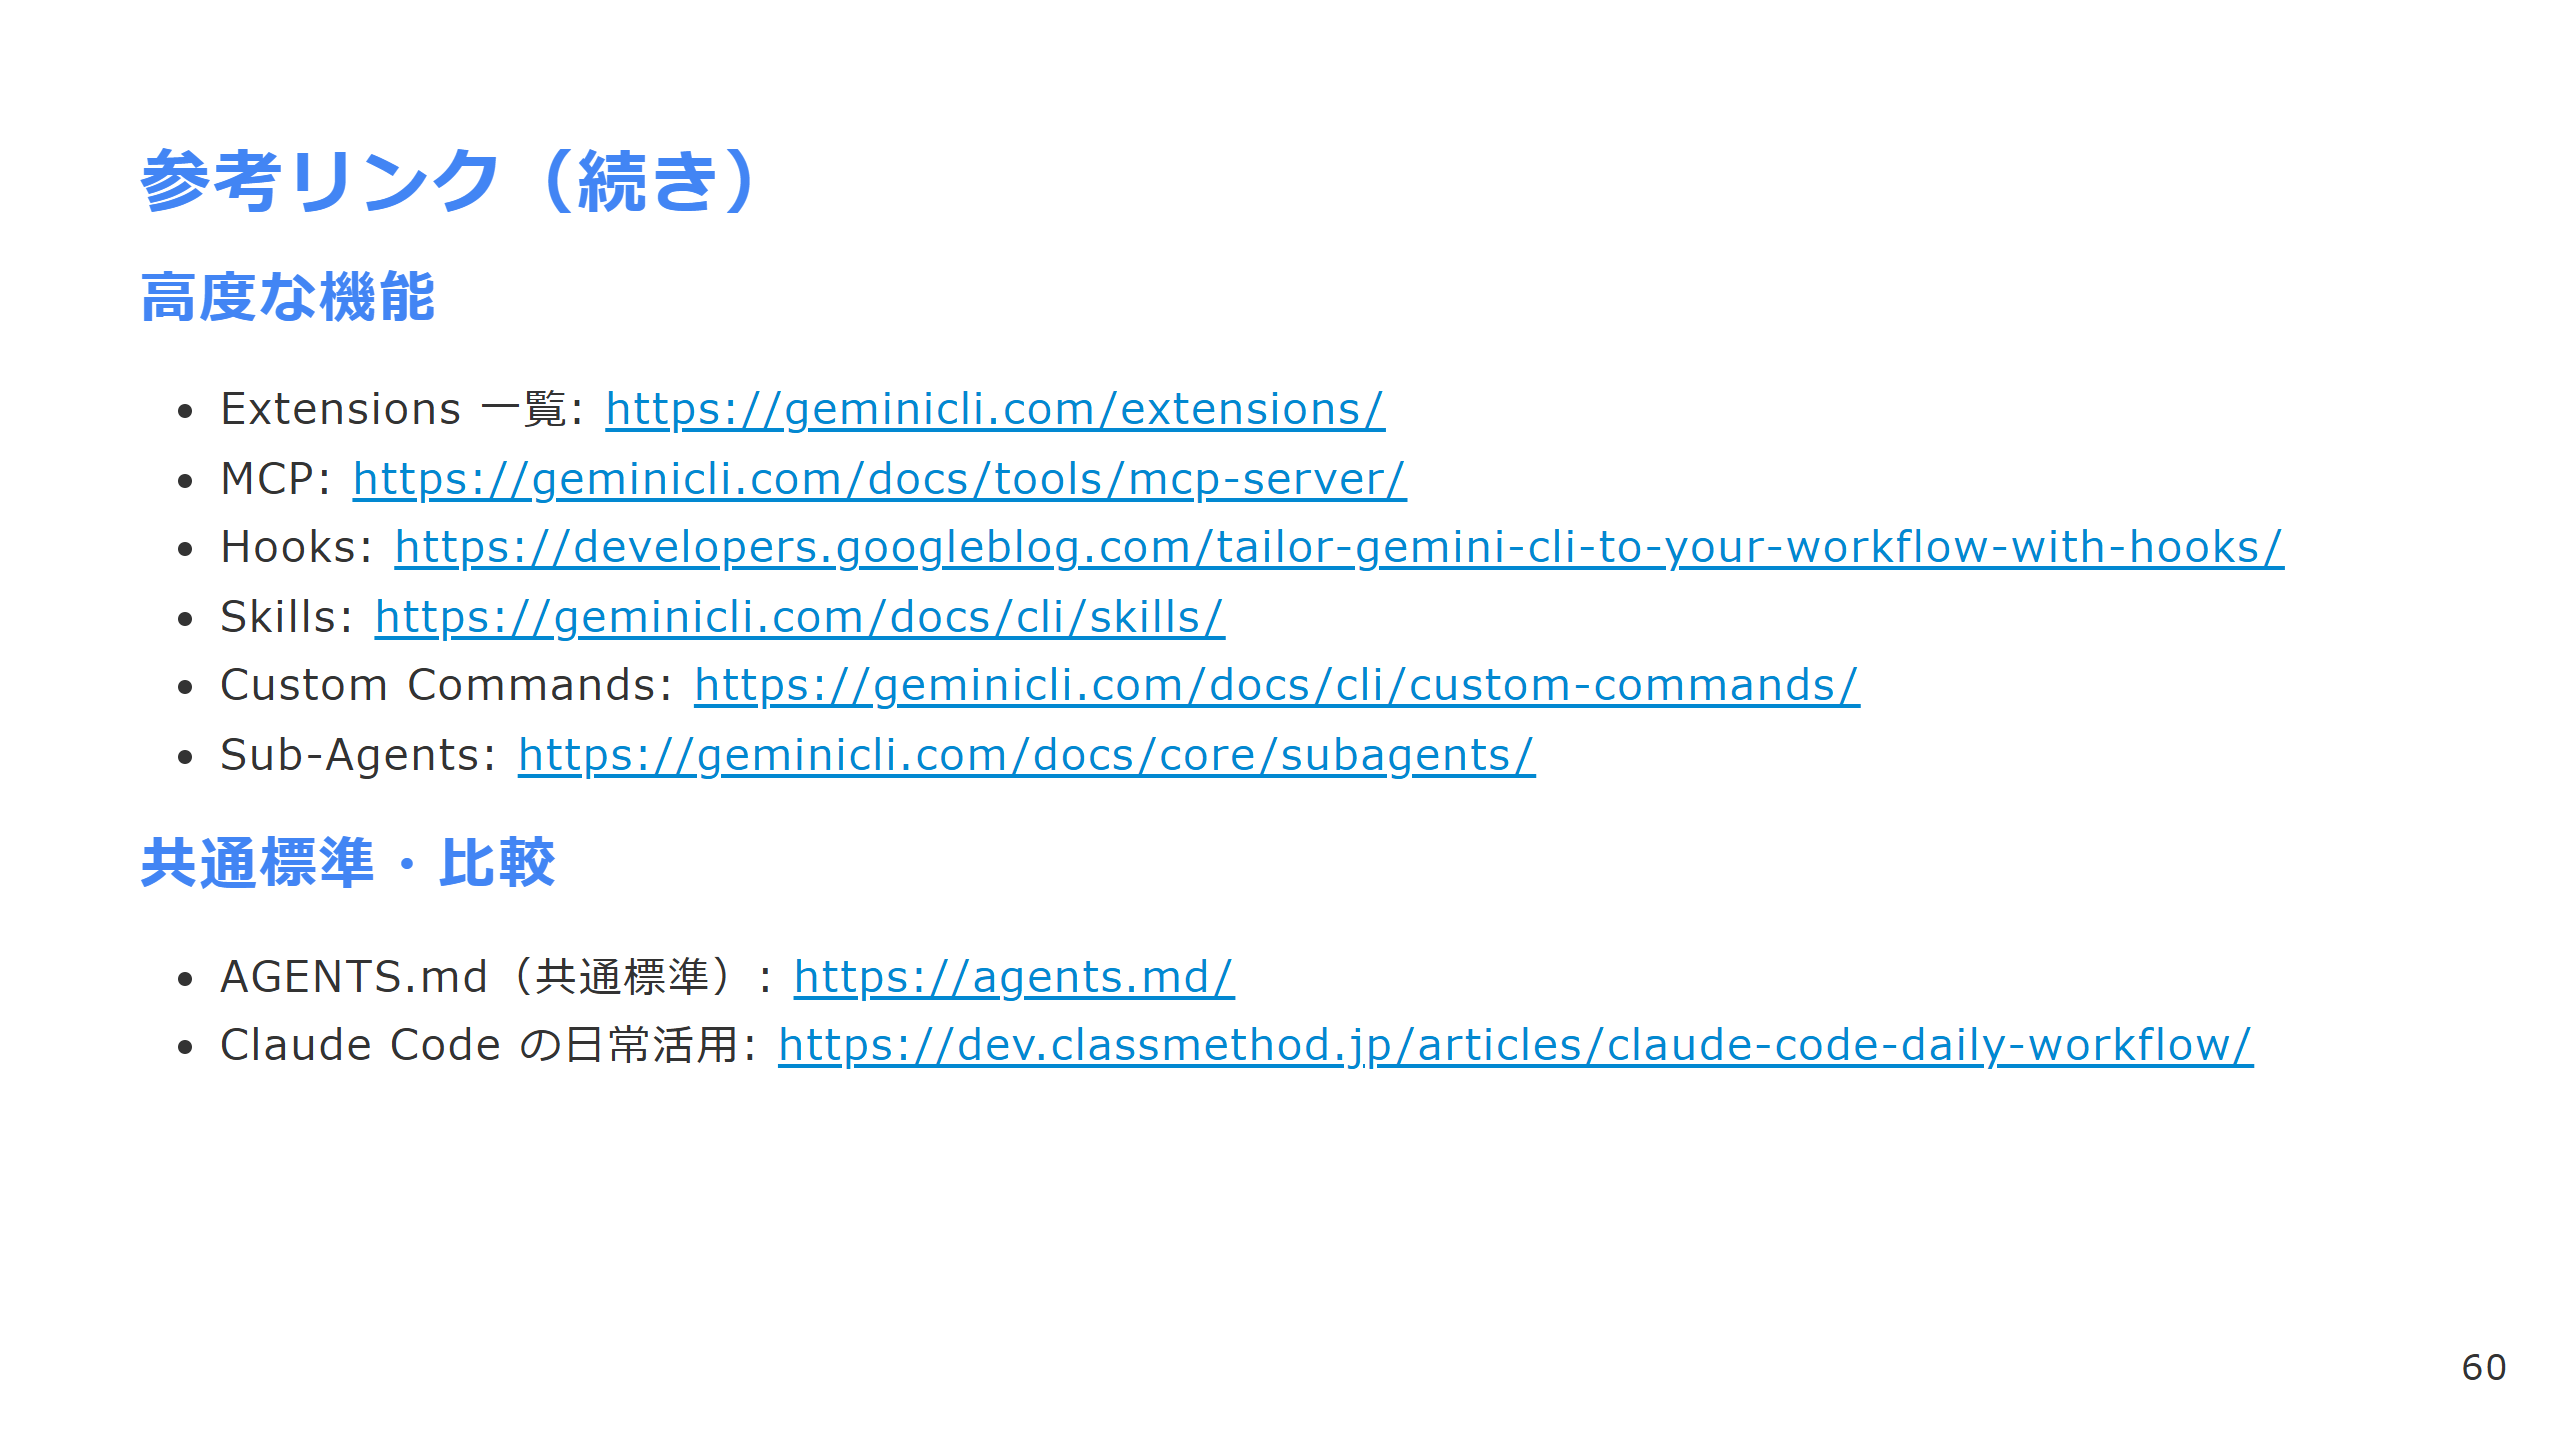 参考リンク（続き）
高度な機能
• Extensions 一覧: https://geminicli.com/extensions/
• MCP: https://geminicli.com/docs/tools/mcp-server/
• Hooks: https://developers.googleblog.com/tailor-gemini-cli-to-your-workflow-with-hooks/
• Skills: https://geminicli.com/docs/cli/skills/
• Custom Commands: https://geminicli.com/docs/cli/custom-commands/
• Sub-Agents: https://geminicli.com/docs/core/subagents/
共通標準・比較
• AGENTS.md（共通標準）: https://agents.md/
• Claude Code の日常活用: https://dev.classmethod.jp/articles/claude-code-daily-workflow/
60